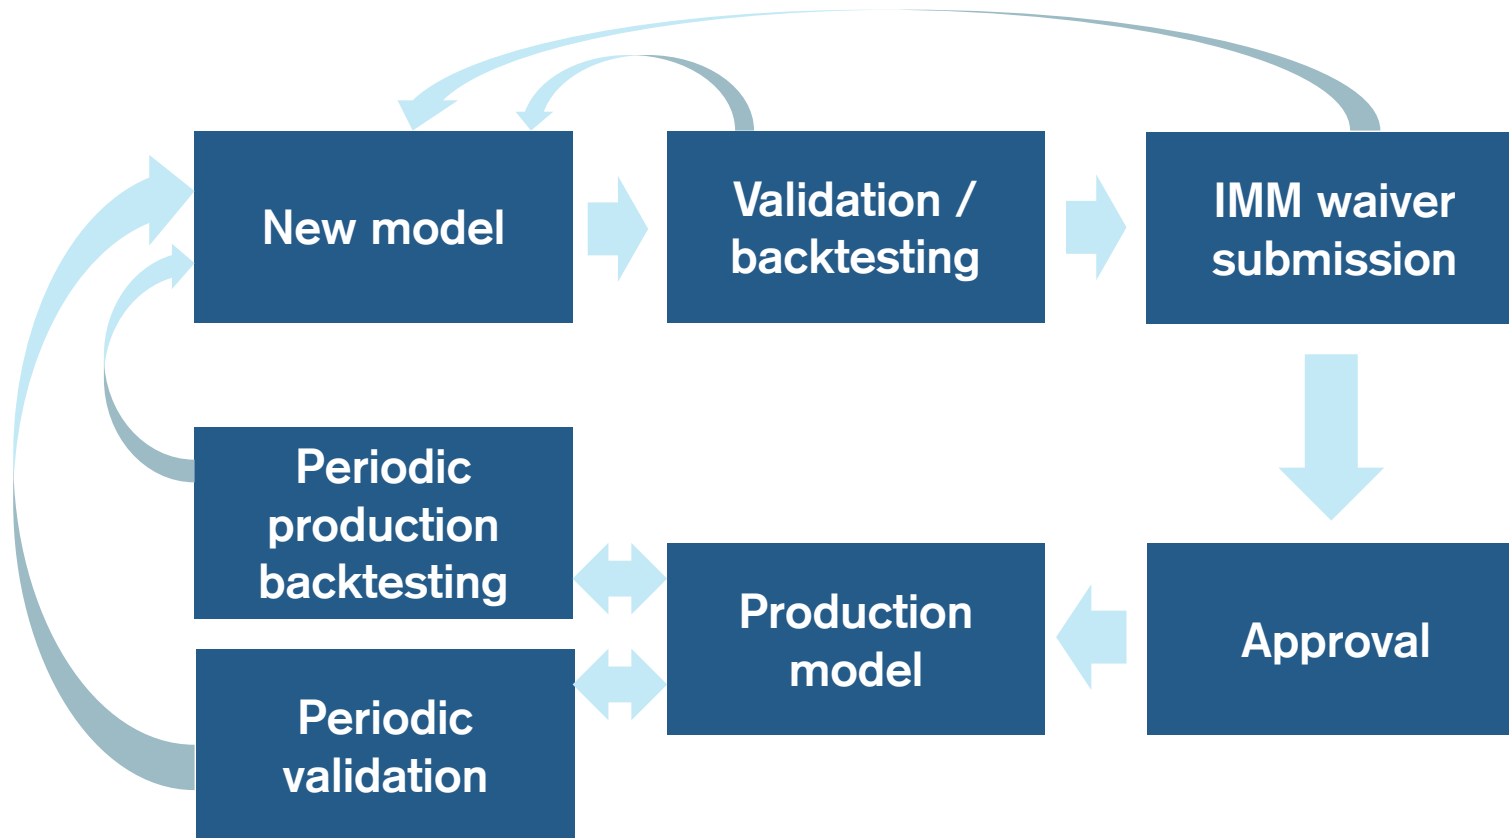 New model
Validation /
backtesting
IMM waiver
submission
Periodic
production
backtesting
Production
model
Approval
Periodic
validation